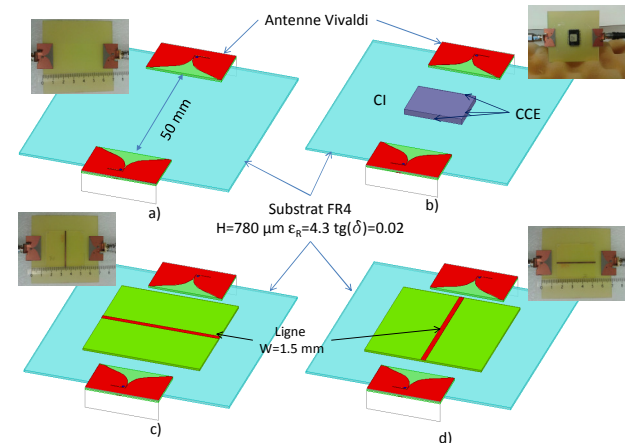 Antenne Vivaldi
50 mm
CI
CCE
a)
b)
Substrat FR4
H=780 µm εR=4.3 tg(δ)=0.02
Ligne
W=1.5 mm
c)
d)